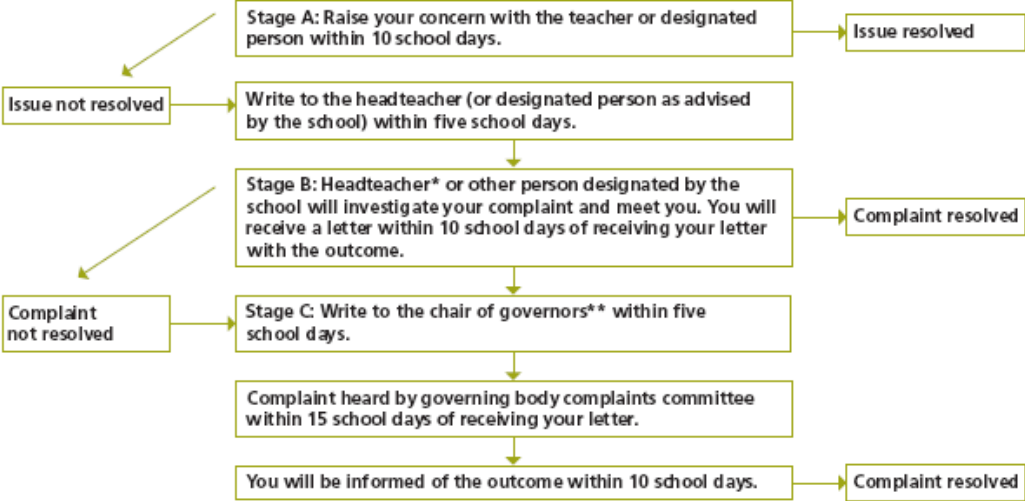 Stage A: Raise your concern with the teacher or designated
person within 10 school days.
Issue resolved
Issue not resolved
Write to the headteacher (or designated person as advised
by the school) within five school days.
Stage B: Headteacher* or other person designated by the
school will investigate your complaint and meet you. You will
receive a letter within 10 school days of receiving your letter
with the outcome.
Complaint resolved
Complaint
not resolved
Stage C: Write to the chair of governors** within five
school days.
Complaint heard by governing body complaints committee
within 15 school days of receiving your letter.
You will be informed of the outcome within 10 school days.
Complaint resolved